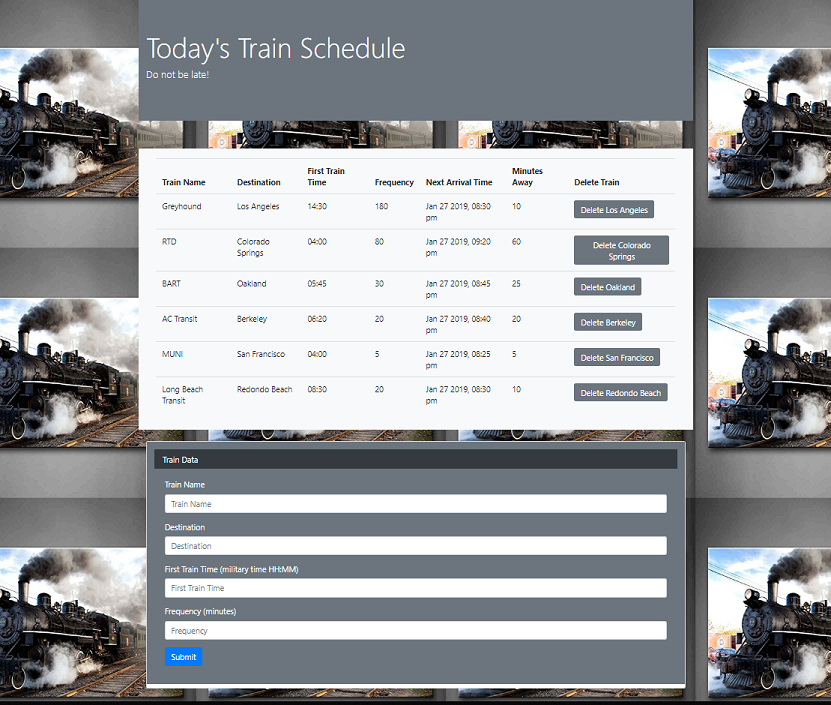 Today's Train Schedule
Do not be late!
Train Name Destination First Train Time Frequency Next Arrival Time Minutes Away Delete Train
Greyhound Los Angeles 14:30 180 Jan 27 2019, 08:30 pm 10 Delete Los Angeles
RTD Colorado Springs 04:00 80 Jan 27 2019, 09:20 pm 60 Delete Colorado Springs
BART Oakland 05:45 30 Jan 27 2019, 08:45 pm 25 Delete Oakland
AC Transit Berkeley 06:20 20 Jan 27 2019, 08:40 pm 20 Delete Berkeley
MUNI San Francisco 04:00 5 Jan 27 2019, 08:25 pm 5 Delete San Francisco
Long Beach Transit Redondo Beach 08:30 20 Jan 27 2019, 08:30 pm 10 Delete Redondo Beach
Train Data
Train Name
Train Name
Destination
Destination
First Train Time (military time HH:MM)
First Train Time
Frequency (minutes)
Frequency
Submit